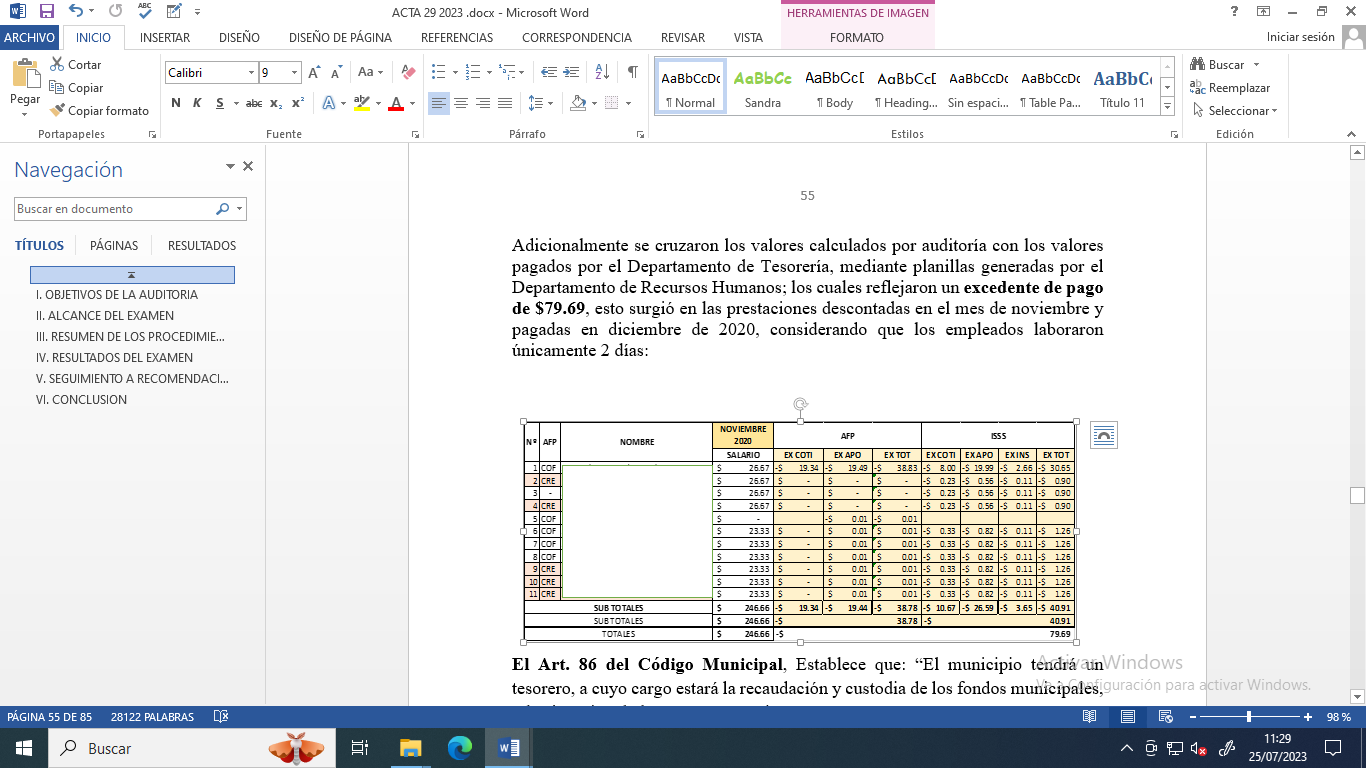 ACTA 29 2023 .docx - Microsoft Word
HERRAMIENTAS DE IMAGEN
ARCHIVO INICIO INSERTAR DISEÑO DISEÑO DE PÁGINA REFERENCIAS CORRESPONDENCIA REVISAR VISTA FORMATO Iniciar sesión
Pegar
Cortar
Copiar
Copiar formato
Portapapeles
Calibri 9
N K S abc x₂ x²
Fuente
Párrafo
AaBbCcDc AaBbCc AaBbCcD AaBbCcD AaBbCcDc AaBbCcDc AaBbC
¶ Normal Sandra ¶ Body ¶ Heading... Sin espaci... ¶ Table Pa... Título 11
Estilos
Buscar
Reemplazar
Seleccionar
Edición
Navegación
Buscar en documento
TÍTULOS PÁGINAS RESULTADOS
I. OBJETIVOS DE LA AUDITORIA
II. ALCANCE DEL EXAMEN
III. RESUMEN DE LOS PROCEDIMIE...
IV. RESULTADOS DEL EXAMEN
V. SEGUIMIENTO A RECOMENDACI...
VI. CONCLUSION
55
Adicionalmente se cruzaron los valores calculados por auditoría con los valores
pagados por el Departamento de Tesorería, mediante planillas generadas por el
Departamento de Recursos Humanos; los cuales reflejaron un excedente de pago
de $79.69, esto surgió en las prestaciones descontadas en el mes de noviembre y
pagadas en diciembre de 2020, considerando que los empleados laboraron
únicamente 2 días:
Nº AFP NOMBRE NOVIEMBRE 2020 AFP ISSS
SALARIO EX COTI EX APO EX TOT EX COTI EX APO EX INS EX TOT
1 COF $ 26.67 -$ 19.34 -$ 19.49 -$ 38.83 -$ 8.00 -$ 19.99 -$ 2.66 -$ 30.65
2 CRE $ 26.67 $ - $ - $ - -$ 0.23 -$ 0.56 -$ 0.11 -$ 0.90
3 - $ 26.67 $ - $ - $ - -$ 0.23 -$ 0.56 -$ 0.11 -$ 0.90
4 CRE $ 26.67 $ - $ - $ - -$ 0.23 -$ 0.56 -$ 0.11 -$ 0.90
5 COF $ - -$ 0.01 -$ 0.01
6 COF $ 23.33 $ - $ 0.01 $ 0.01 -$ 0.33 -$ 0.82 -$ 0.11 -$ 1.26
7 COF $ 23.33 $ - $ 0.01 $ 0.01 -$ 0.33 -$ 0.82 -$ 0.11 -$ 1.26
8 COF $ 23.33 $ - $ 0.01 $ 0.01 -$ 0.33 -$ 0.82 -$ 0.11 -$ 1.26
9 CRE $ 23.33 $ - $ 0.01 $ 0.01 -$ 0.33 -$ 0.82 -$ 0.11 -$ 1.26
10 CRE $ 23.33 $ - $ 0.01 $ 0.01 -$ 0.33 -$ 0.82 -$ 0.11 -$ 1.26
11 CRE $ 23.33 $ - $ 0.01 $ 0.01 -$ 0.33 -$ 0.82 -$ 0.11 -$ 1.26
SUB TOTALES $ 246.66 -$ 19.34 -$ 19.44 -$ 38.78 -$ 10.67 -$ 26.59 -$ 3.65 -$ 40.91
SUB TOTALES $ 246.66 -$ 38.78 -$ 40.91
TOTALES $ 246.66 -$ 79.69
El Art. 86 del Código Municipal, Establece que: “El municipio tendrá un
tesorero, a cuyo cargo estará la recaudación y custodia de los fondos municipales,
Activar Windows
Ve a Configuración para activar Windows.
PÁGINA 55 DE 85 28122 PALABRAS 98 %
Buscar
11:29
25/07/2023